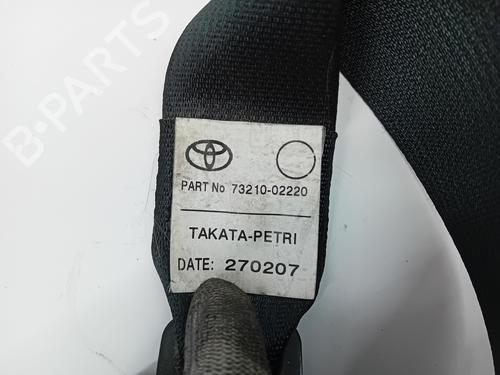 B-PARTS
PART No 73210-02220
TAKATA-PETRI
DATE: 270207